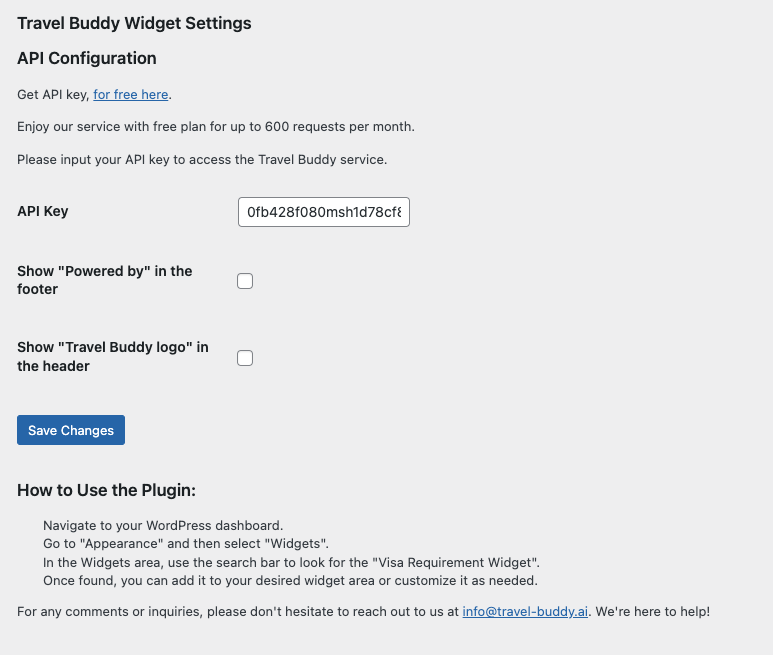 Travel Buddy Widget Settings
API Configuration
Get API key, for free here.
Enjoy our service with free plan for up to 600 requests per month.
Please input your API key to access the Travel Buddy service.
API Key
0fb428f080msh1d78cf8
Show "Powered by" in the
footer
Show "Travel Buddy logo" in
the header
Save Changes
How to Use the Plugin:
Navigate to your WordPress dashboard.
Go to "Appearance" and then select "Widgets".
In the Widgets area, use the search bar to look for the "Visa Requirement Widget".
Once found, you can add it to your desired widget area or customize it as needed.
For any comments or inquiries, please don't hesitate to reach out to us at info@travel-buddy.ai. We're here to help!